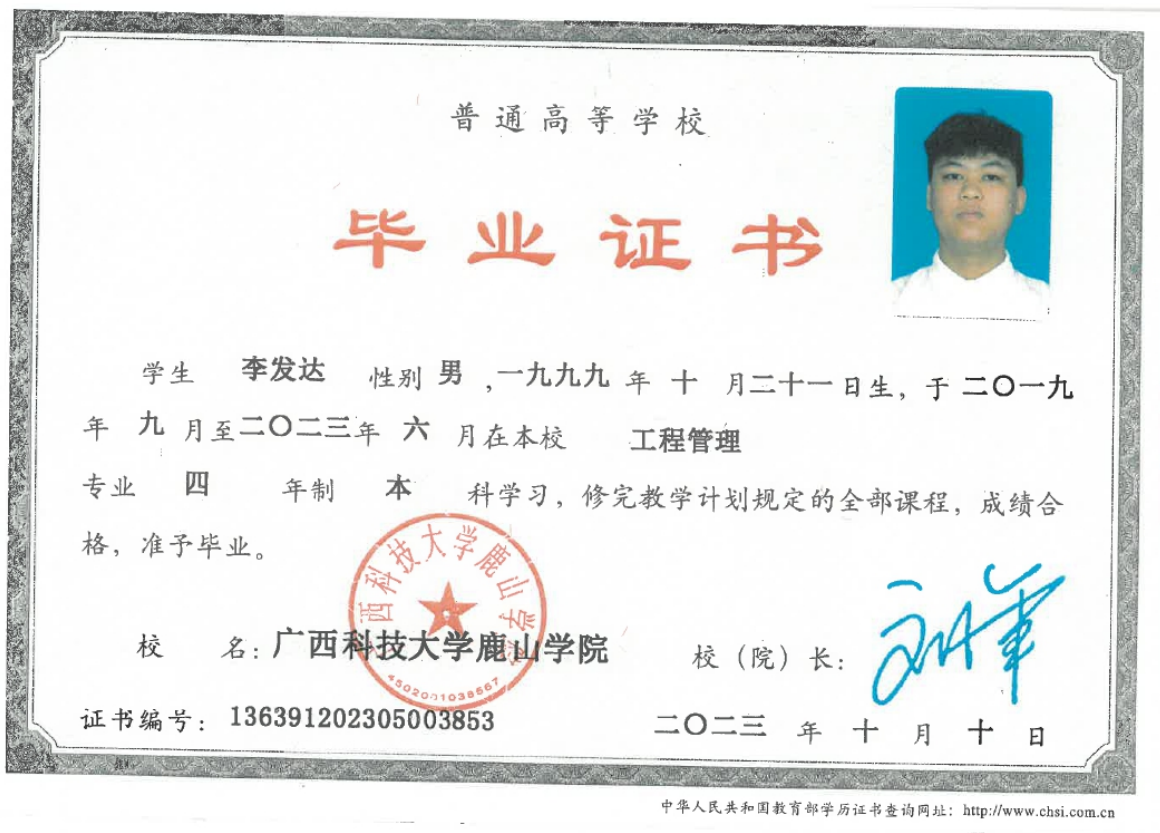 普通高等学校
毕业证书
学生 李发达 性别 男 ,一九九九 年 十 月二十一日生，于 二〇一九
年 九 月至二〇二三年 六 月在本校 工程管理
专业 四 年制 本 科学习，修完教学计划规定的全部课程，成绩合
格，准予毕业。
西科技大学鹿山学
4502001038567
校 名：广西科技大学鹿山学院 校（院）长：
证书编号：136391202305003853 二〇二三 年 十 月 十 日
中华人民共和国教育部学历证书查询网址：http://www.chsi.com.cn